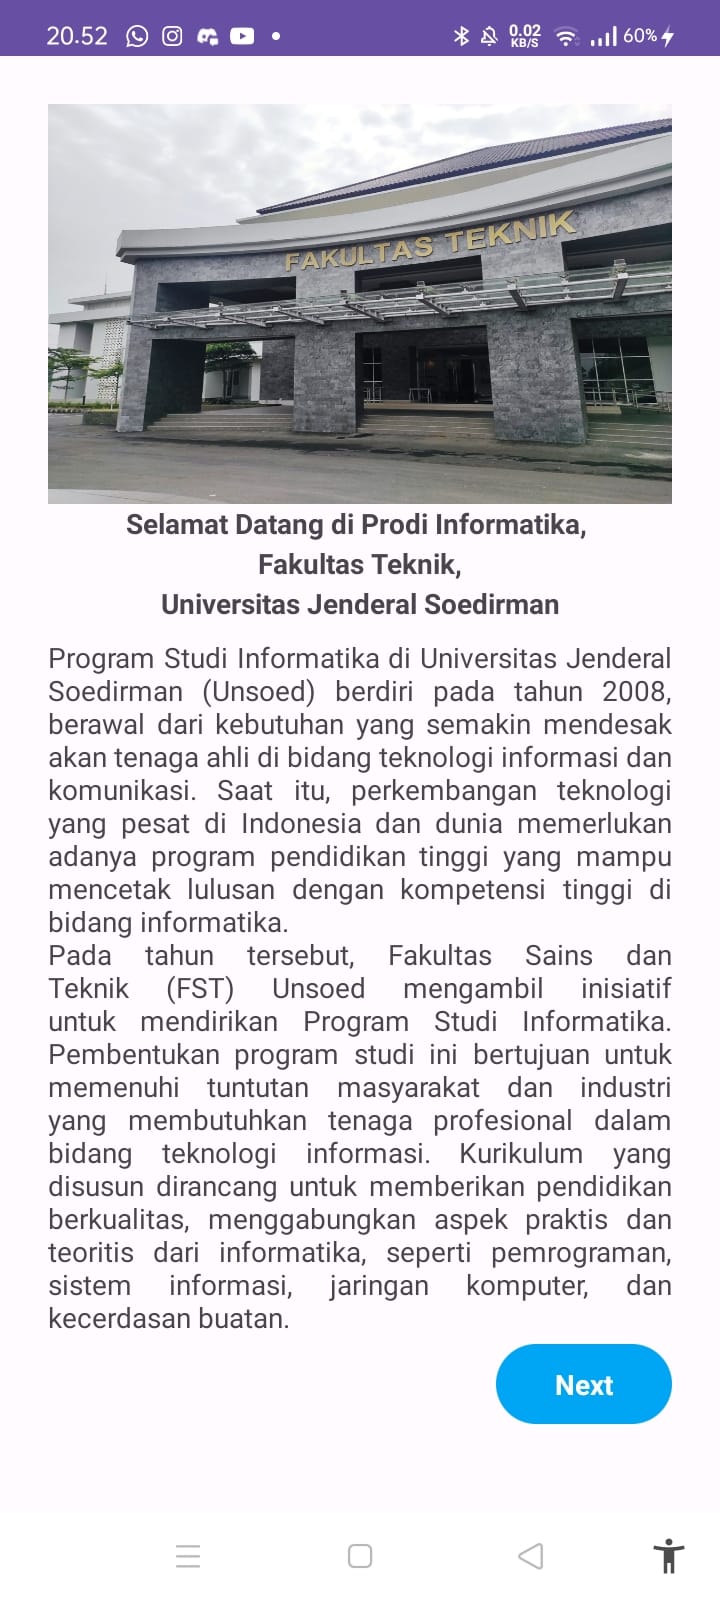 20.52
0.02
KB/S
60%
FAKULTAS TEKNIK
Selamat Datang di Prodi Informatika,
Fakultas Teknik,
Universitas Jenderal Soedirman
Program Studi Informatika di Universitas Jenderal
Soedirman (Unsoed) berdiri pada tahun 2008,
berawal dari kebutuhan yang semakin mendesak
akan tenaga ahli di bidang teknologi informasi dan
komunikasi. Saat itu, perkembangan teknologi
yang pesat di Indonesia dan dunia memerlukan
adanya program pendidikan tinggi yang mampu
mencetak lulusan dengan kompetensi tinggi di
bidang informatika.
Pada tahun tersebut, Fakultas Sains dan
Teknik (FST) Unsoed mengambil inisiatif
untuk mendirikan Program Studi Informatika.
Pembentukan program studi ini bertujuan untuk
memenuhi tuntutan masyarakat dan industri
yang membutuhkan tenaga profesional dalam
bidang teknologi informasi. Kurikulum yang
disusun dirancang untuk memberikan pendidikan
berkualitas, menggabungkan aspek praktis dan
teoritis dari informatika, seperti pemrograman,
sistem informasi, jaringan komputer, dan
kecerdasan buatan.
Next